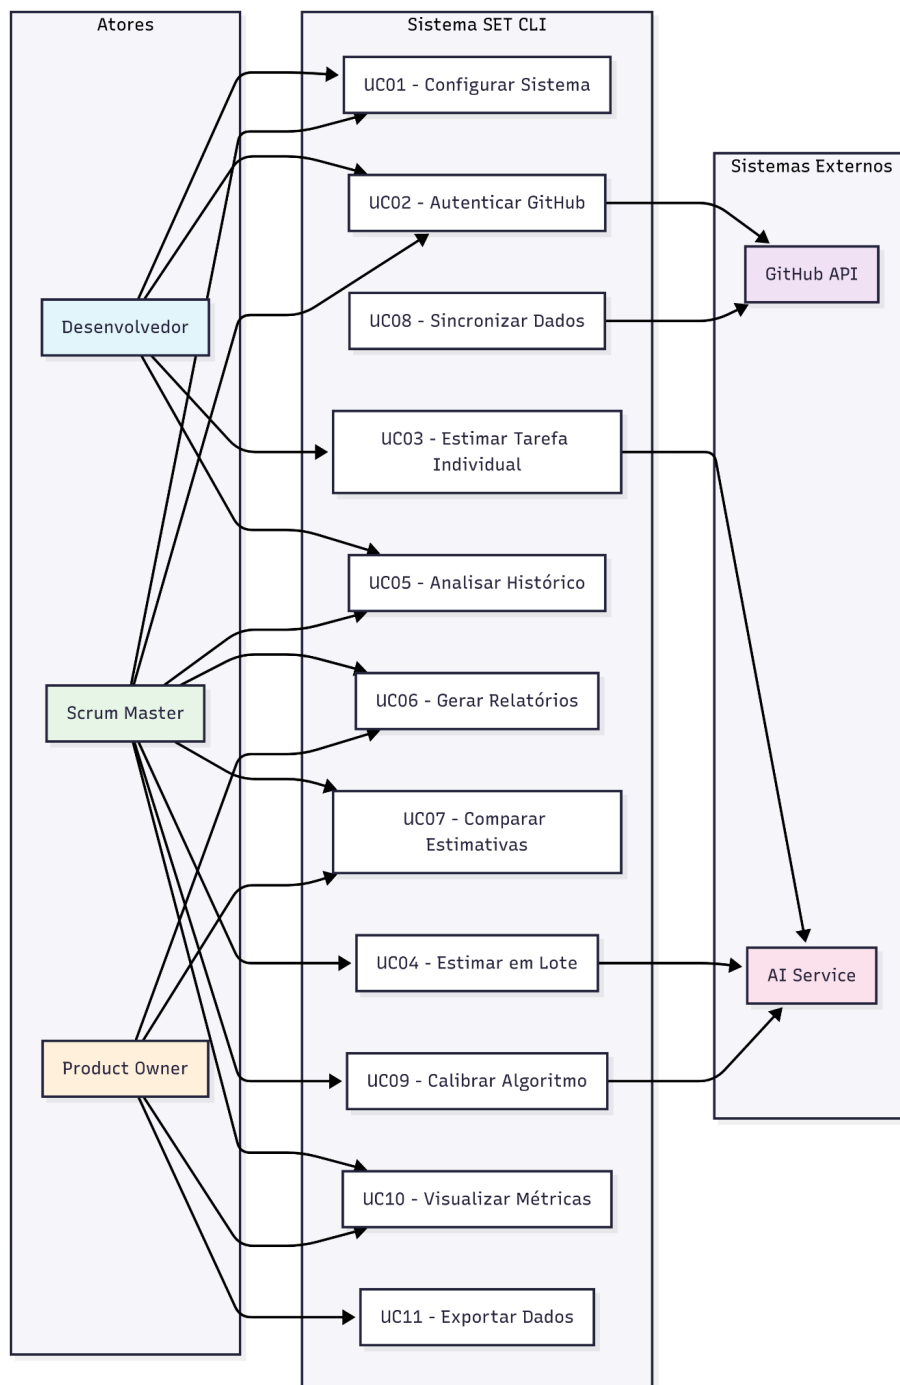 Atores
Desenvolvedor
Scrum Master
Product Owner
Sistema SET CLI
UC01 - Configurar Sistema
UC02 - Autenticar GitHub
UC08 - Sincronizar Dados
UC03 - Estimar Tarefa
Individual
UC05 - Analisar Histórico
UC06 - Gerar Relatórios
UC07 - Comparar
Estimativas
UC04 - Estimar em Lote
UC09 - Calibrar Algoritmo
UC10 - Visualizar Métricas
UC11 - Exportar Dados
Sistemas Externos
GitHub API
AI Service